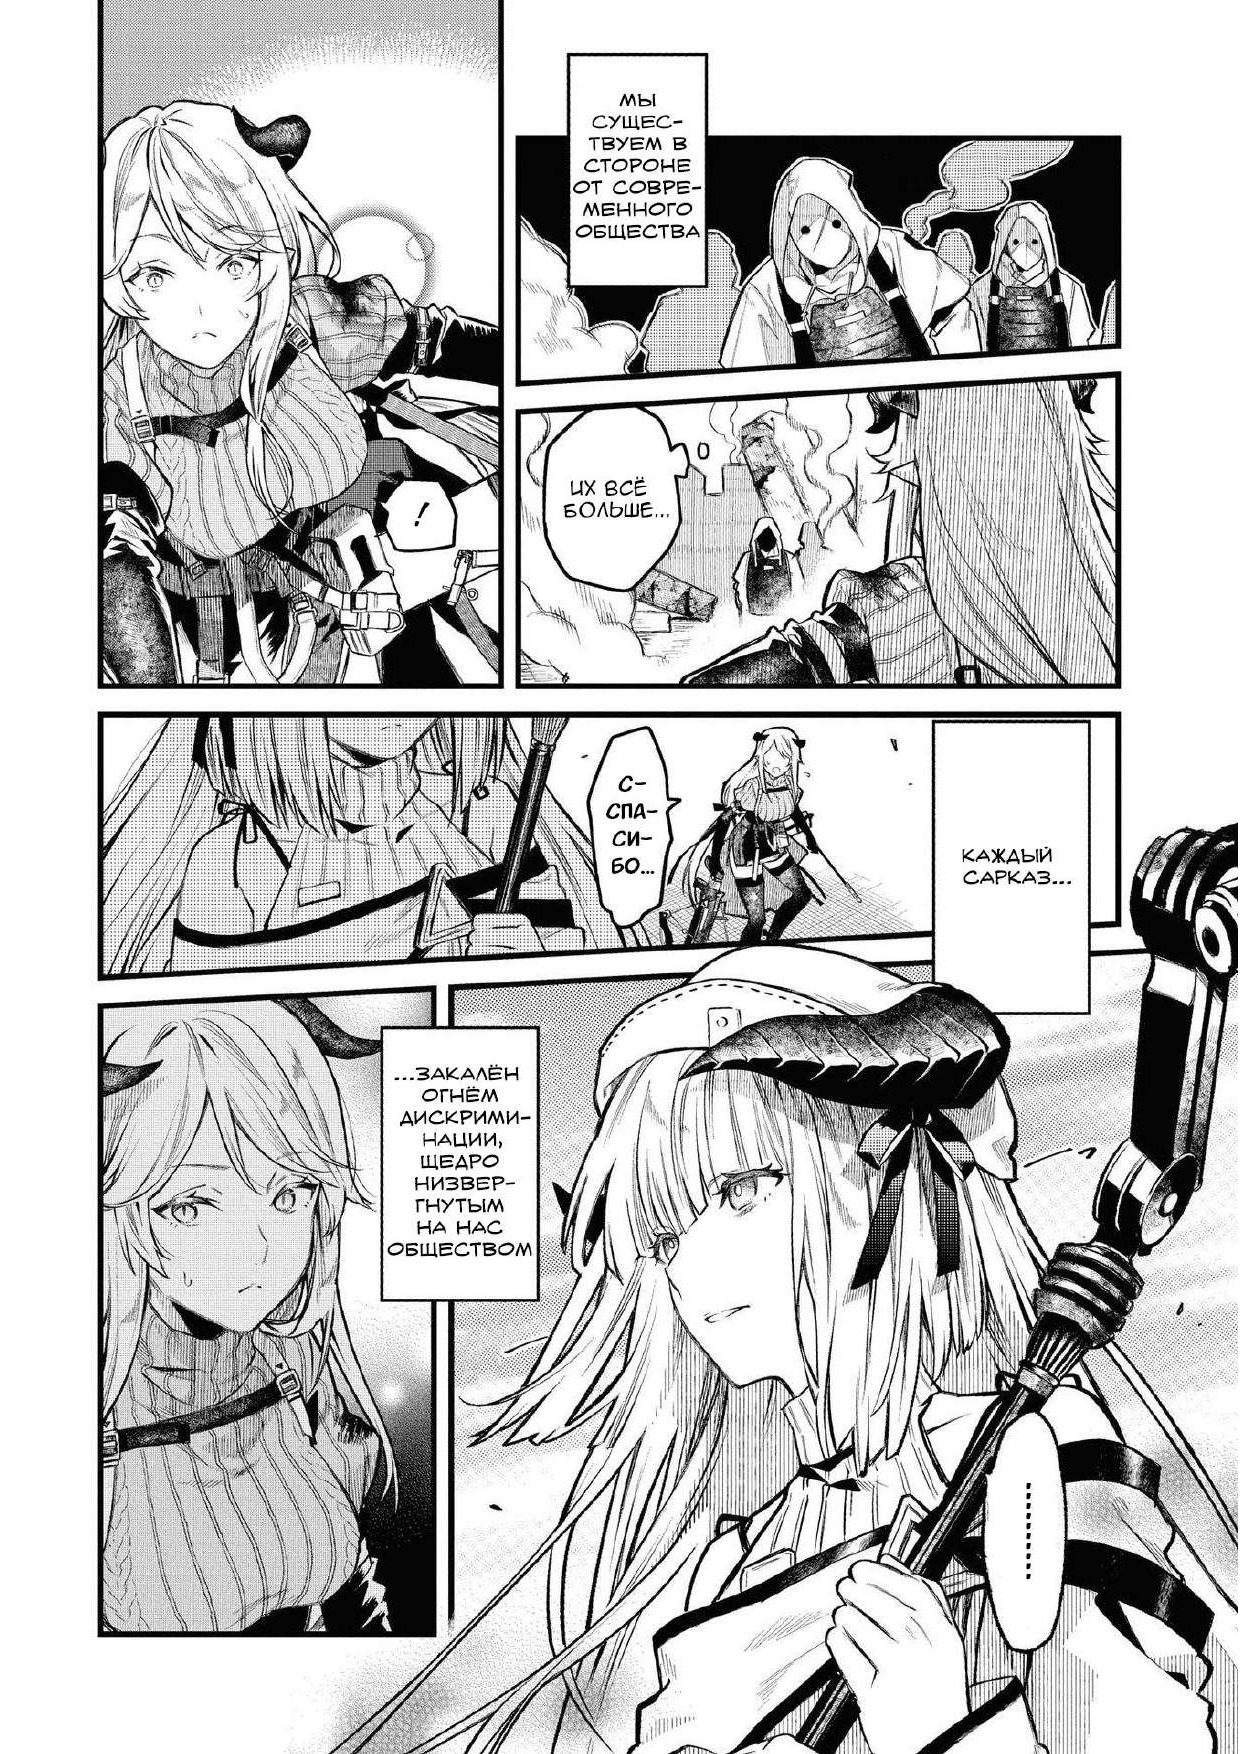 МЫ
СУЩЕС-
ТВУЕМ В
СТОРОНЕ
ОТ СОВРЕ-
МЕННОГО
ОБЩЕСТВА
ИХ ВСЁ
БОЛЬШЕ...
!
КАЖДЫЙ
САРКАЗ...
С-
СПА-
СИ-
БО...
...ЗАКАЛЁН
ОГНЁМ
ДИСКРИМИ-
НАЦИИ,
ЩЕДРО
НИЗВЕР-
ГНУТЫМ
НА НАС
ОБЩЕСТВОМ
..........